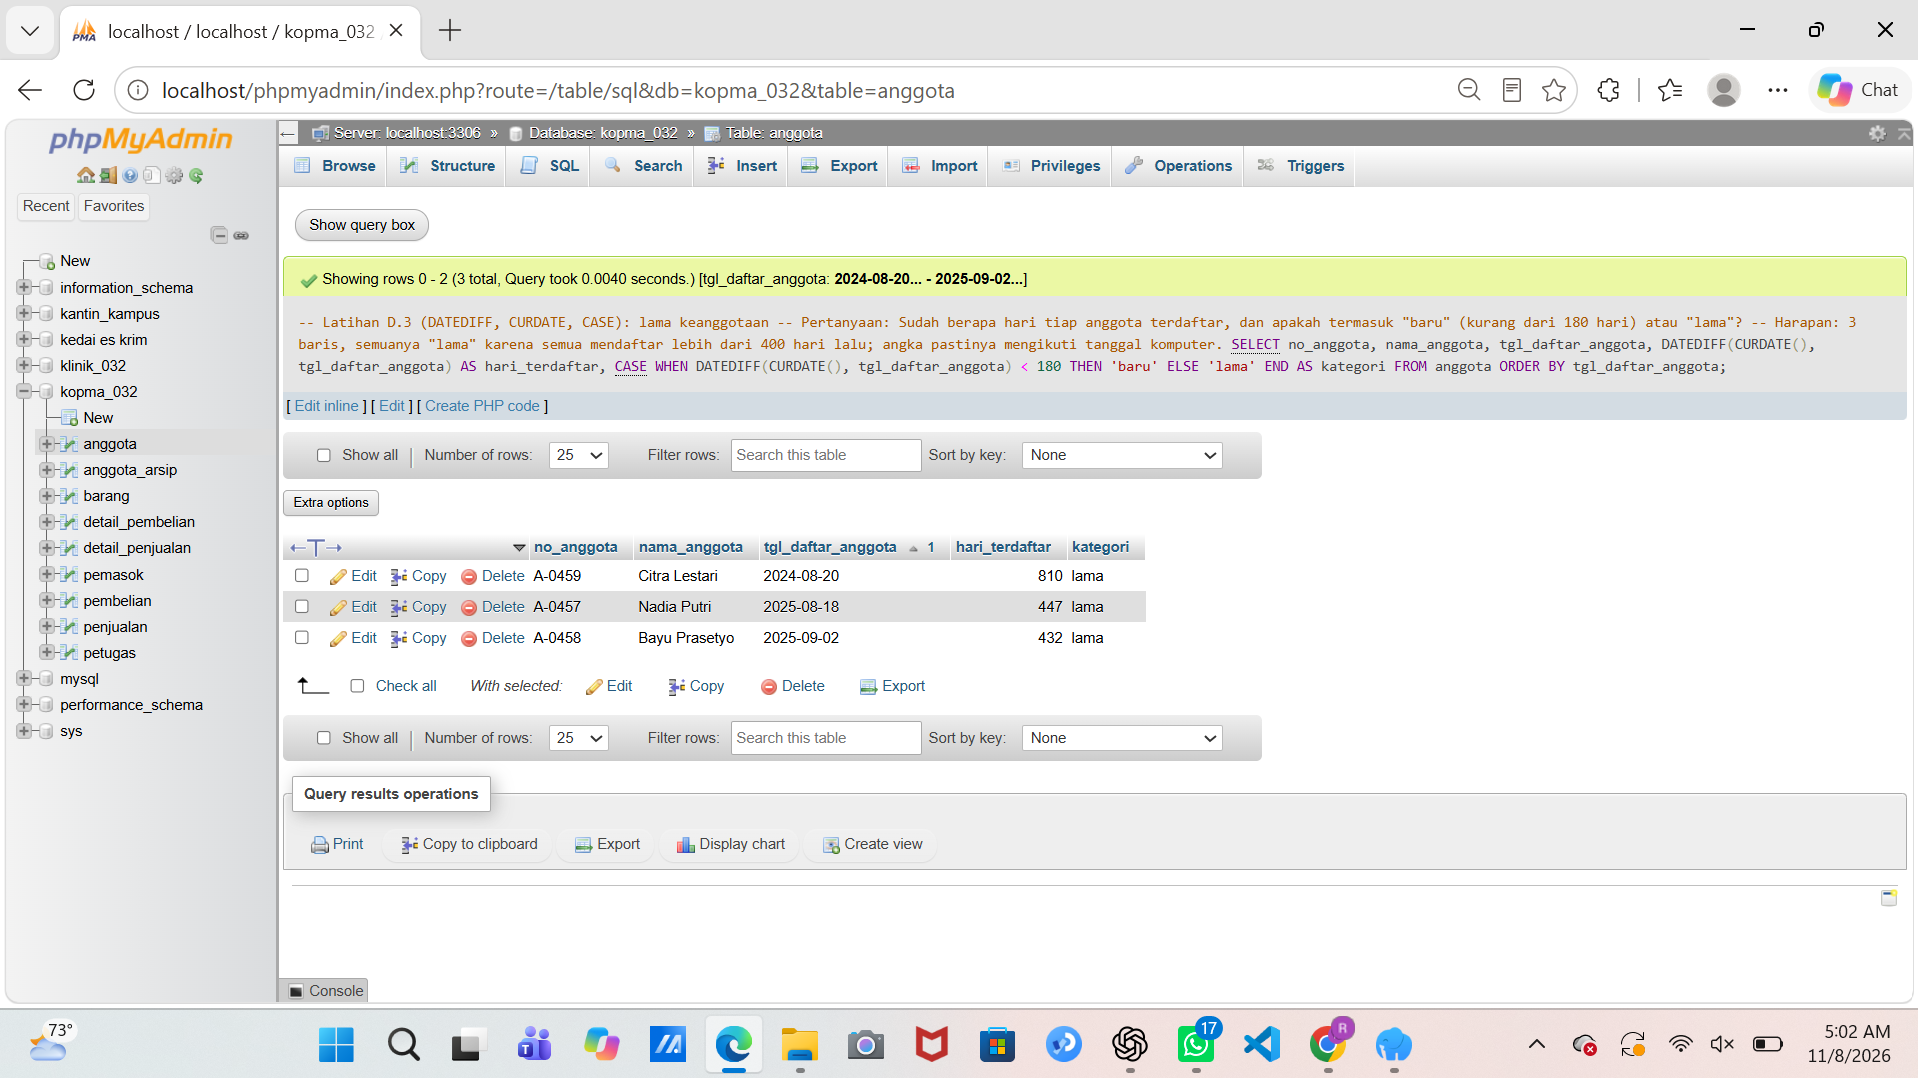 localhost / localhost / kopma_032
localhost/phpmyadmin/index.php?route=/table/sql&db=kopma_032&table=anggota
Chat
phpMyAdmin
Recent
Favorites
New
information_schema
kantin_kampus
kedai es krim
klinik_032
kopma_032
New
anggota
anggota_arsip
barang
detail_pembelian
detail_penjualan
pemasok
pembelian
penjualan
petugas
mysql
performance_schema
sys
Server: localhost:3306 » Database: kopma_032 » Table: anggota
Browse Structure SQL Search Insert Export Import Privileges Operations Triggers
Show query box
Showing rows 0 - 2 (3 total, Query took 0.0040 seconds.) [tgl_daftar_anggota: 2024-08-20... - 2025-09-02...]
-- Latihan D.3 (DATEDIFF, CURDATE, CASE): lama keanggotaan -- Pertanyaan: Sudah berapa hari tiap anggota terdaftar, dan apakah termasuk "baru" (kurang dari 180 hari) atau "lama"? -- Harapan: 3
baris, semuanya "lama" karena semua mendaftar lebih dari 400 hari lalu; angka pastinya mengikuti tanggal komputer. SELECT no_anggota, nama_anggota, tgl_daftar_anggota, DATEDIFF(CURDATE(),
tgl_daftar_anggota) AS hari_terdaftar, CASE WHEN DATEDIFF(CURDATE(), tgl_daftar_anggota) < 180 THEN 'baru' ELSE 'lama' END AS kategori FROM anggota ORDER BY tgl_daftar_anggota;
[ Edit inline ] [ Edit ] [ Create PHP code ]
Show all Number of rows: 25 Filter rows: Search this table Sort by key: None
Extra options
no_anggota nama_anggota tgl_daftar_anggota 1 hari_terdaftar kategori
Edit Copy Delete A-0459 Citra Lestari 2024-08-20 810 lama
Edit Copy Delete A-0457 Nadia Putri 2025-08-18 447 lama
Edit Copy Delete A-0458 Bayu Prasetyo 2025-09-02 432 lama
Check all With selected: Edit Copy Delete Export
Show all Number of rows: 25 Filter rows: Search this table Sort by key: None
Query results operations
Print Copy to clipboard Export Display chart Create view
Console
73°
17
R
5:02 AM
11/8/2026